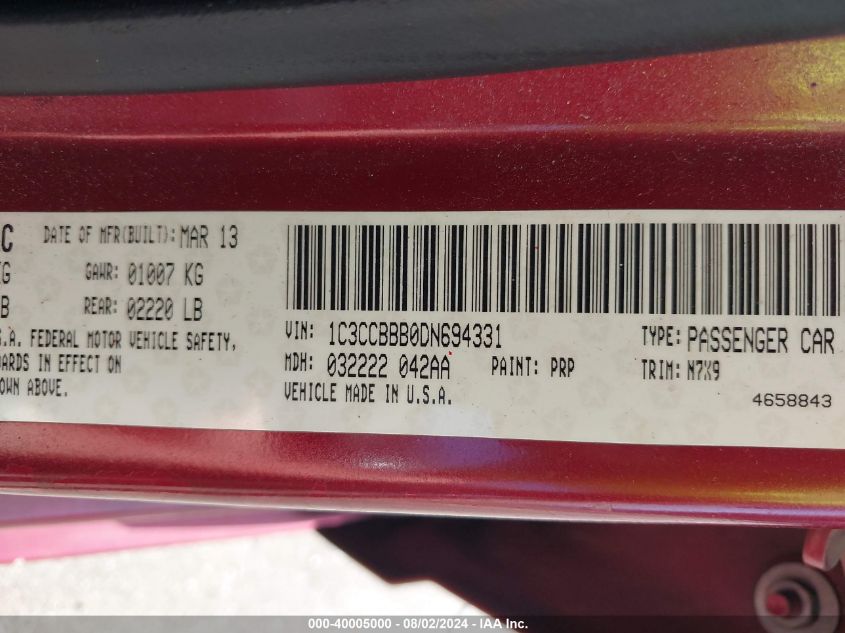 C DATE OF MFR(BUILT): MAR 13
KG GAWR: 01007 KG
B REAR: 02220 LB
S.A. FEDERAL MOTOR VEHICLE SAFETY,
ARDS IN EFFECT ON
OWN ABOVE.
VIN: 1C3CCBBB0DN694331 TYPE: PASSENGER CAR
MDH: 032222 042AA PAINT: PRP TRIM: N7X9
VEHICLE MADE IN U.S.A. 4658843
000-40005000 - 08/02/2024 - IAA Inc.